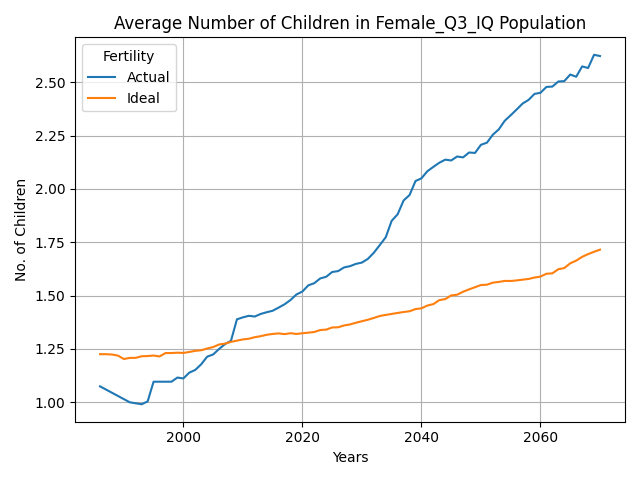 Average Number of Children in Female_Q3_IQ Population
Fertility
Actual
Ideal
No. of Children
2.50
2.25
2.00
1.75
1.50
1.25
1.00
2000 2020 2040 2060
Years